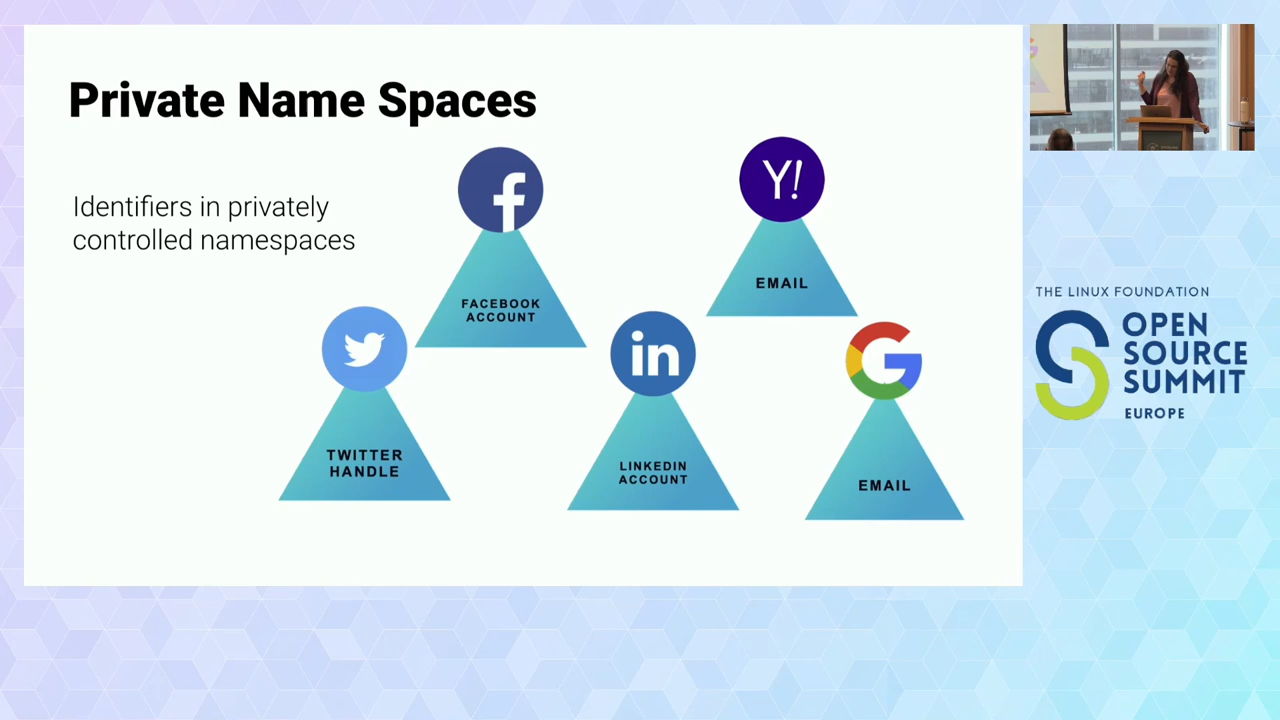 Private Name Spaces
Identifiers in privately
controlled namespaces
f
FACEBOOK
ACCOUNT
Y!
EMAIL
TWITTER
HANDLE
in
LINKEDIN
ACCOUNT
G
EMAIL
THE LINUX FOUNDATION
OPEN
SOURCE
SUMMIT
EUROPE